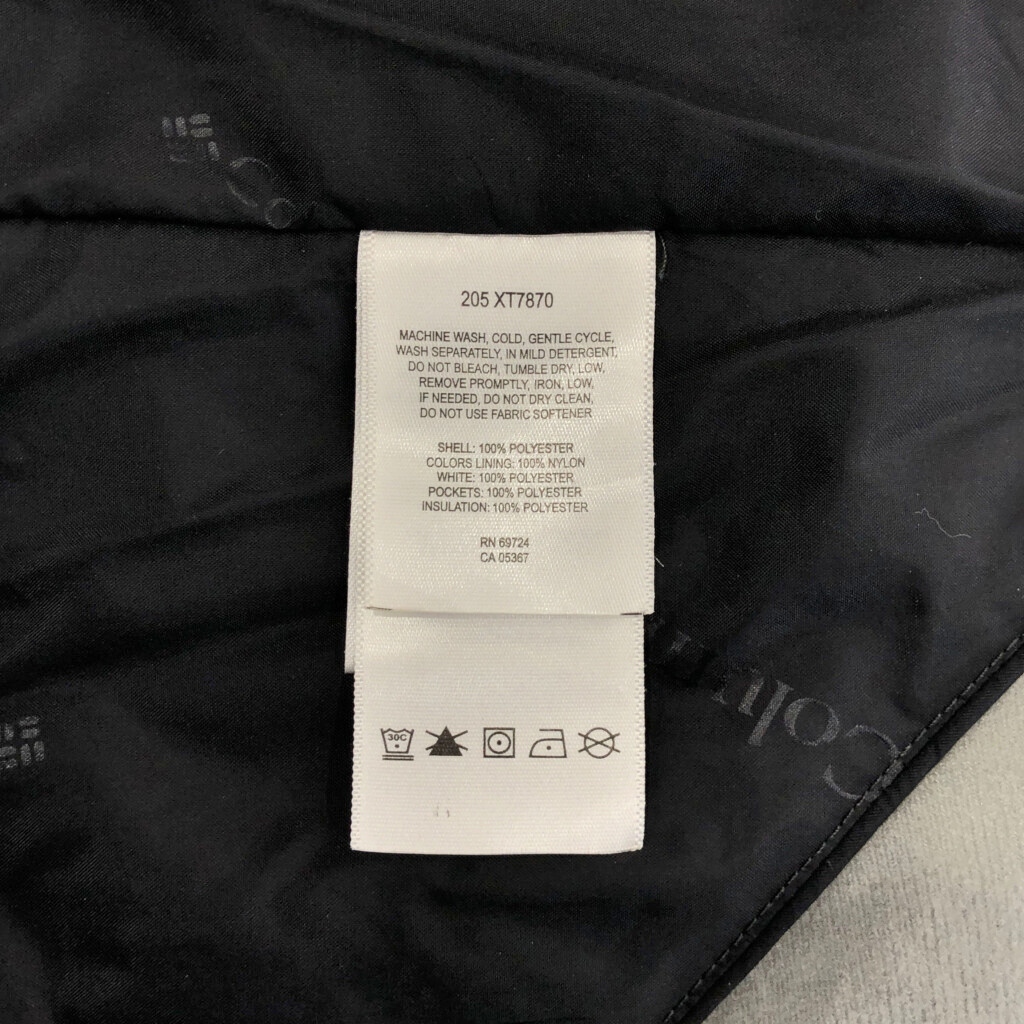 Co
205 XT7870
MACHINE WASH, COLD, GENTLE CYCLE,
WASH SEPARATELY, IN MILD DETERGENT,
DO NOT BLEACH, TUMBLE DRY, LOW,
REMOVE PROMPTLY, IRON, LOW,
IF NEEDED, DO NOT DRY CLEAN,
DO NOT USE FABRIC SOFTENER
SHELL: 100% POLYESTER
COLORS LINING: 100% NYLON
WHITE: 100% POLYESTER
POCKETS: 100% POLYESTER
INSULATION: 100% POLYESTER
RN 69724
CA 05367
Colum
30C